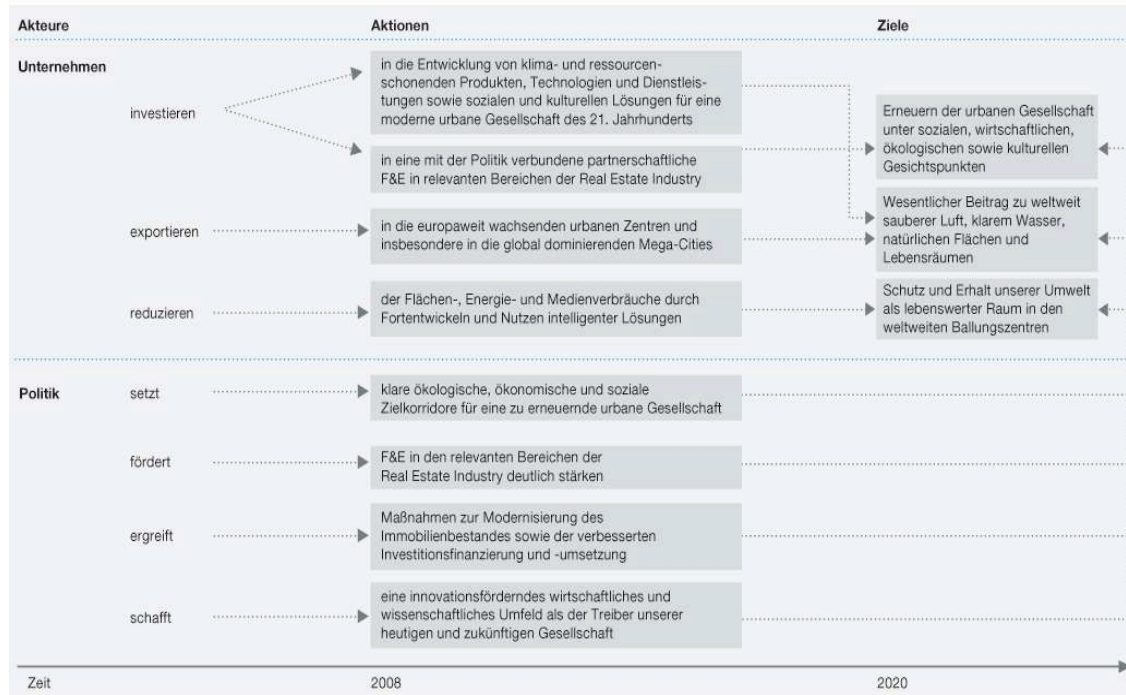 Akteure
Aktionen
Ziele
Unternehmen
investieren
in die Entwicklung von klima- und ressourcen-
schonenden Produkten, Technologien und Dienstleis-
tungen sowie sozialen und kulturellen Lösungen für eine
moderne urbane Gesellschaft des 21. Jahrhunderts
in eine mit der Politik verbundene partnerschaftliche
F&E in relevanten Bereichen der Real Estate Industry
Erneuern der urbanen Gesellschaft
unter sozialen, wirtschaftlichen,
ökologischen sowie kulturellen
Gesichtspunkten
exportieren
in die europaweit wachsenden urbanen Zentren und
insbesondere in die global dominierenden Mega-Cities
Wesentlicher Beitrag zu weltweit
sauberer Luft, klarem Wasser,
natürlichen Flächen und
Lebensräumen
reduzieren
der Flächen-, Energie- und Medienverbräuche durch
Fortentwickeln und Nutzen intelligenter Lösungen
Schutz und Erhalt unserer Umwelt
als lebenswerter Raum in den
weltweiten Ballungszentren
Politik
setzt
klare ökologische, ökonomische und soziale
Zielkorridore für eine zu erneuernde urbane Gesellschaft
fördert
F&E in den relevanten Bereichen der
Real Estate Industry deutlich stärken
ergreift
Maßnahmen zur Modernisierung des
Immobilienbestandes sowie der verbesserten
Investitionsfinanzierung und -umsetzung
schafft
eine innovationsförderndes wirtschaftliches und
wissenschaftliches Umfeld als der Treiber unserer
heutigen und zukünftigen Gesellschaft
Zeit
2008
2020